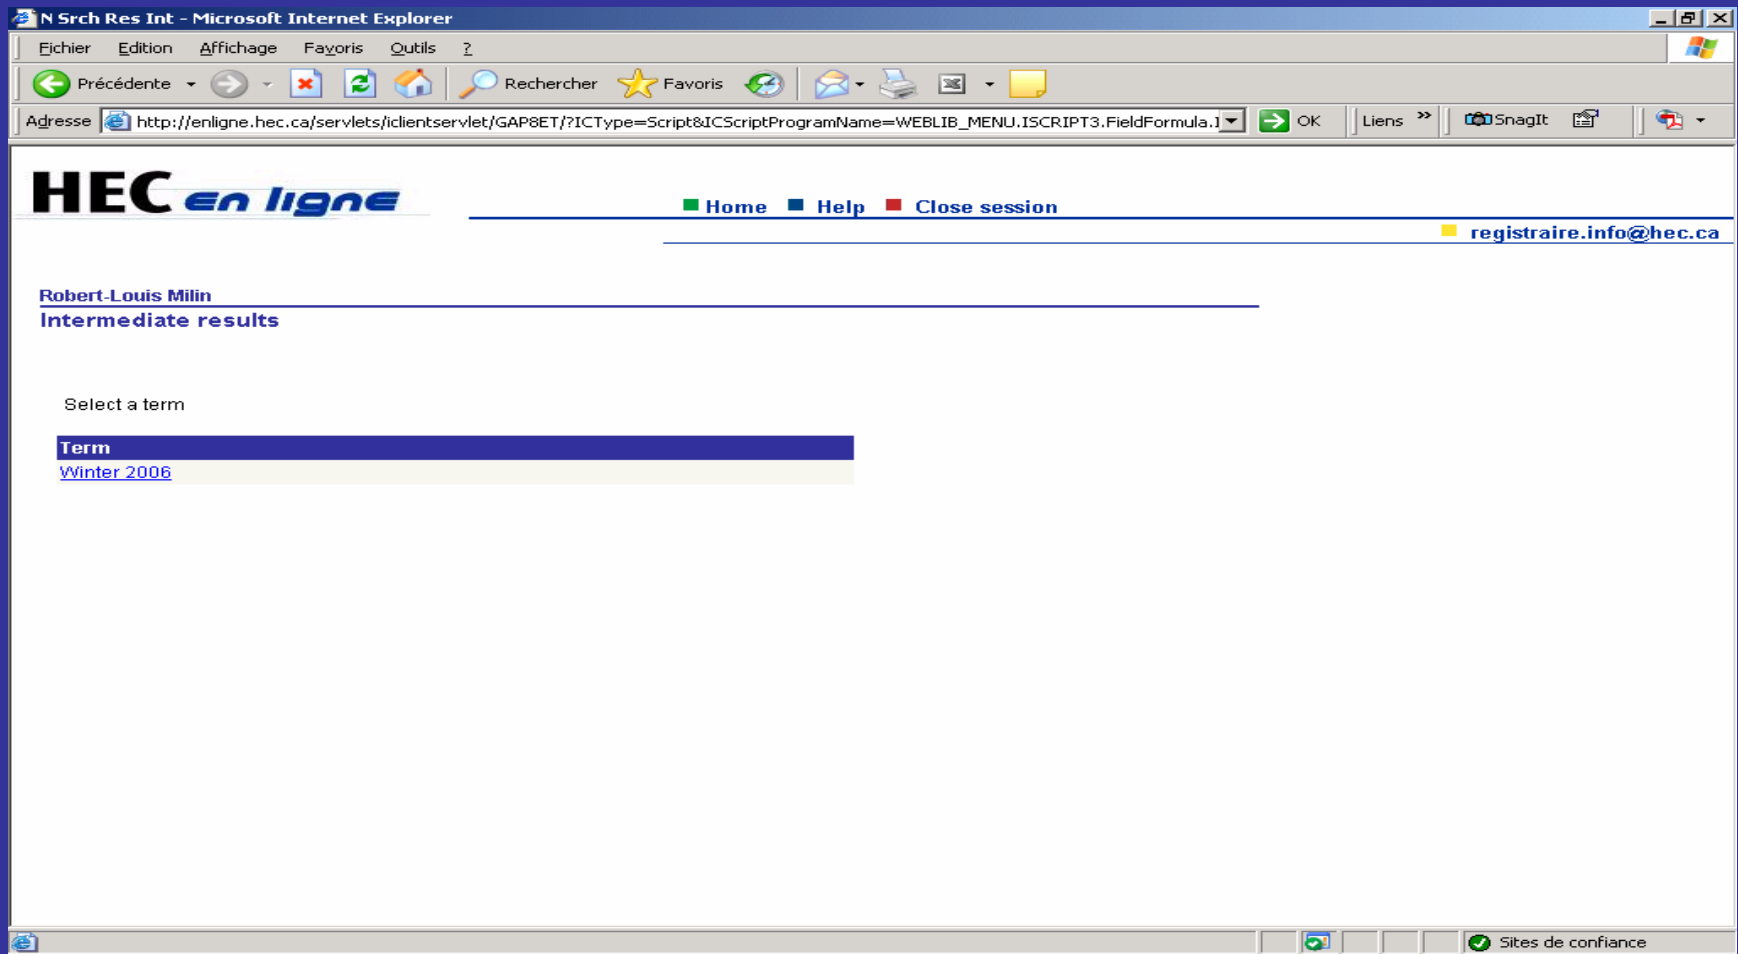 N Srch Res Int - Microsoft Internet Explorer
Fichier Edition Affichage Favoris Outils ?
Précédente Rechercher Favoris
Adresse http://enligne.hec.ca/servlets/iclientservlet/GAP8ET/?ICType=Script&ICScriptProgramName=WEBLIB_MENU.ISCRIPT3.FieldFormula. OK Liens » SnagIt
HEC en ligne
Home Help Close session
registraire.info@hec.ca
Robert-Louis Milin
Intermediate results
Select a term
Term
Winter 2006
Sites de confiance